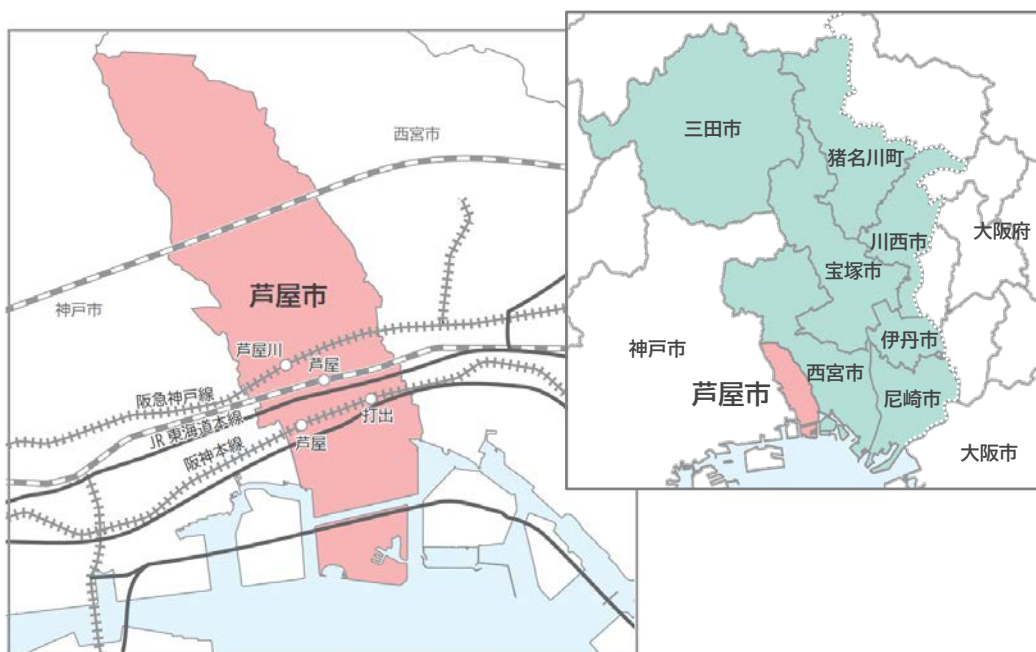 西宮市
芦屋市
神戸市
芦屋川
芦屋
阪急神戸線
打出
JR東海道本線
芦屋
阪神本線
三田市
猪名川町
大阪府
川西市
宝塚市
伊丹市
神戸市
西宮市
芦屋市
尼崎市
大阪市